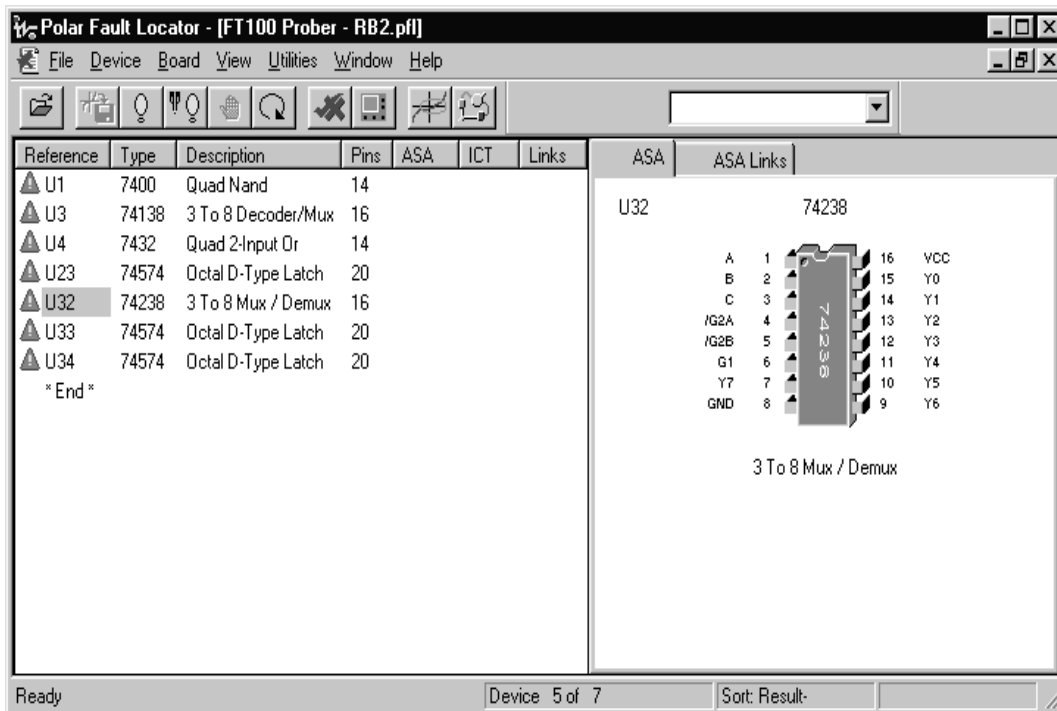 Polar Fault Locator - [FT100 Prober - RB2.pfl]
File Device Board View Utilities Window Help
Reference Type Description Pins ASA ICT Links
U1 7400 Quad Nand 14
U3 74138 3 To 8 Decoder/Mux 16
U4 7432 Quad 2-Input Or 14
U23 74574 Octal D-Type Latch 20
U32 74238 3 To 8 Mux / Demux 16
U33 74574 Octal D-Type Latch 20
U34 74574 Octal D-Type Latch 20
* End *
ASA ASA Links
U32 74238
A 1 16 VCC
B 2 15 Y0
C 3 14 Y1
/G2A 4 13 Y2
/G2B 5 12 Y3
G1 6 11 Y4
Y7 7 10 Y5
GND 8 9 Y6
74238
3 To 8 Mux / Demux
Ready Device 5 of 7 Sort: Result-